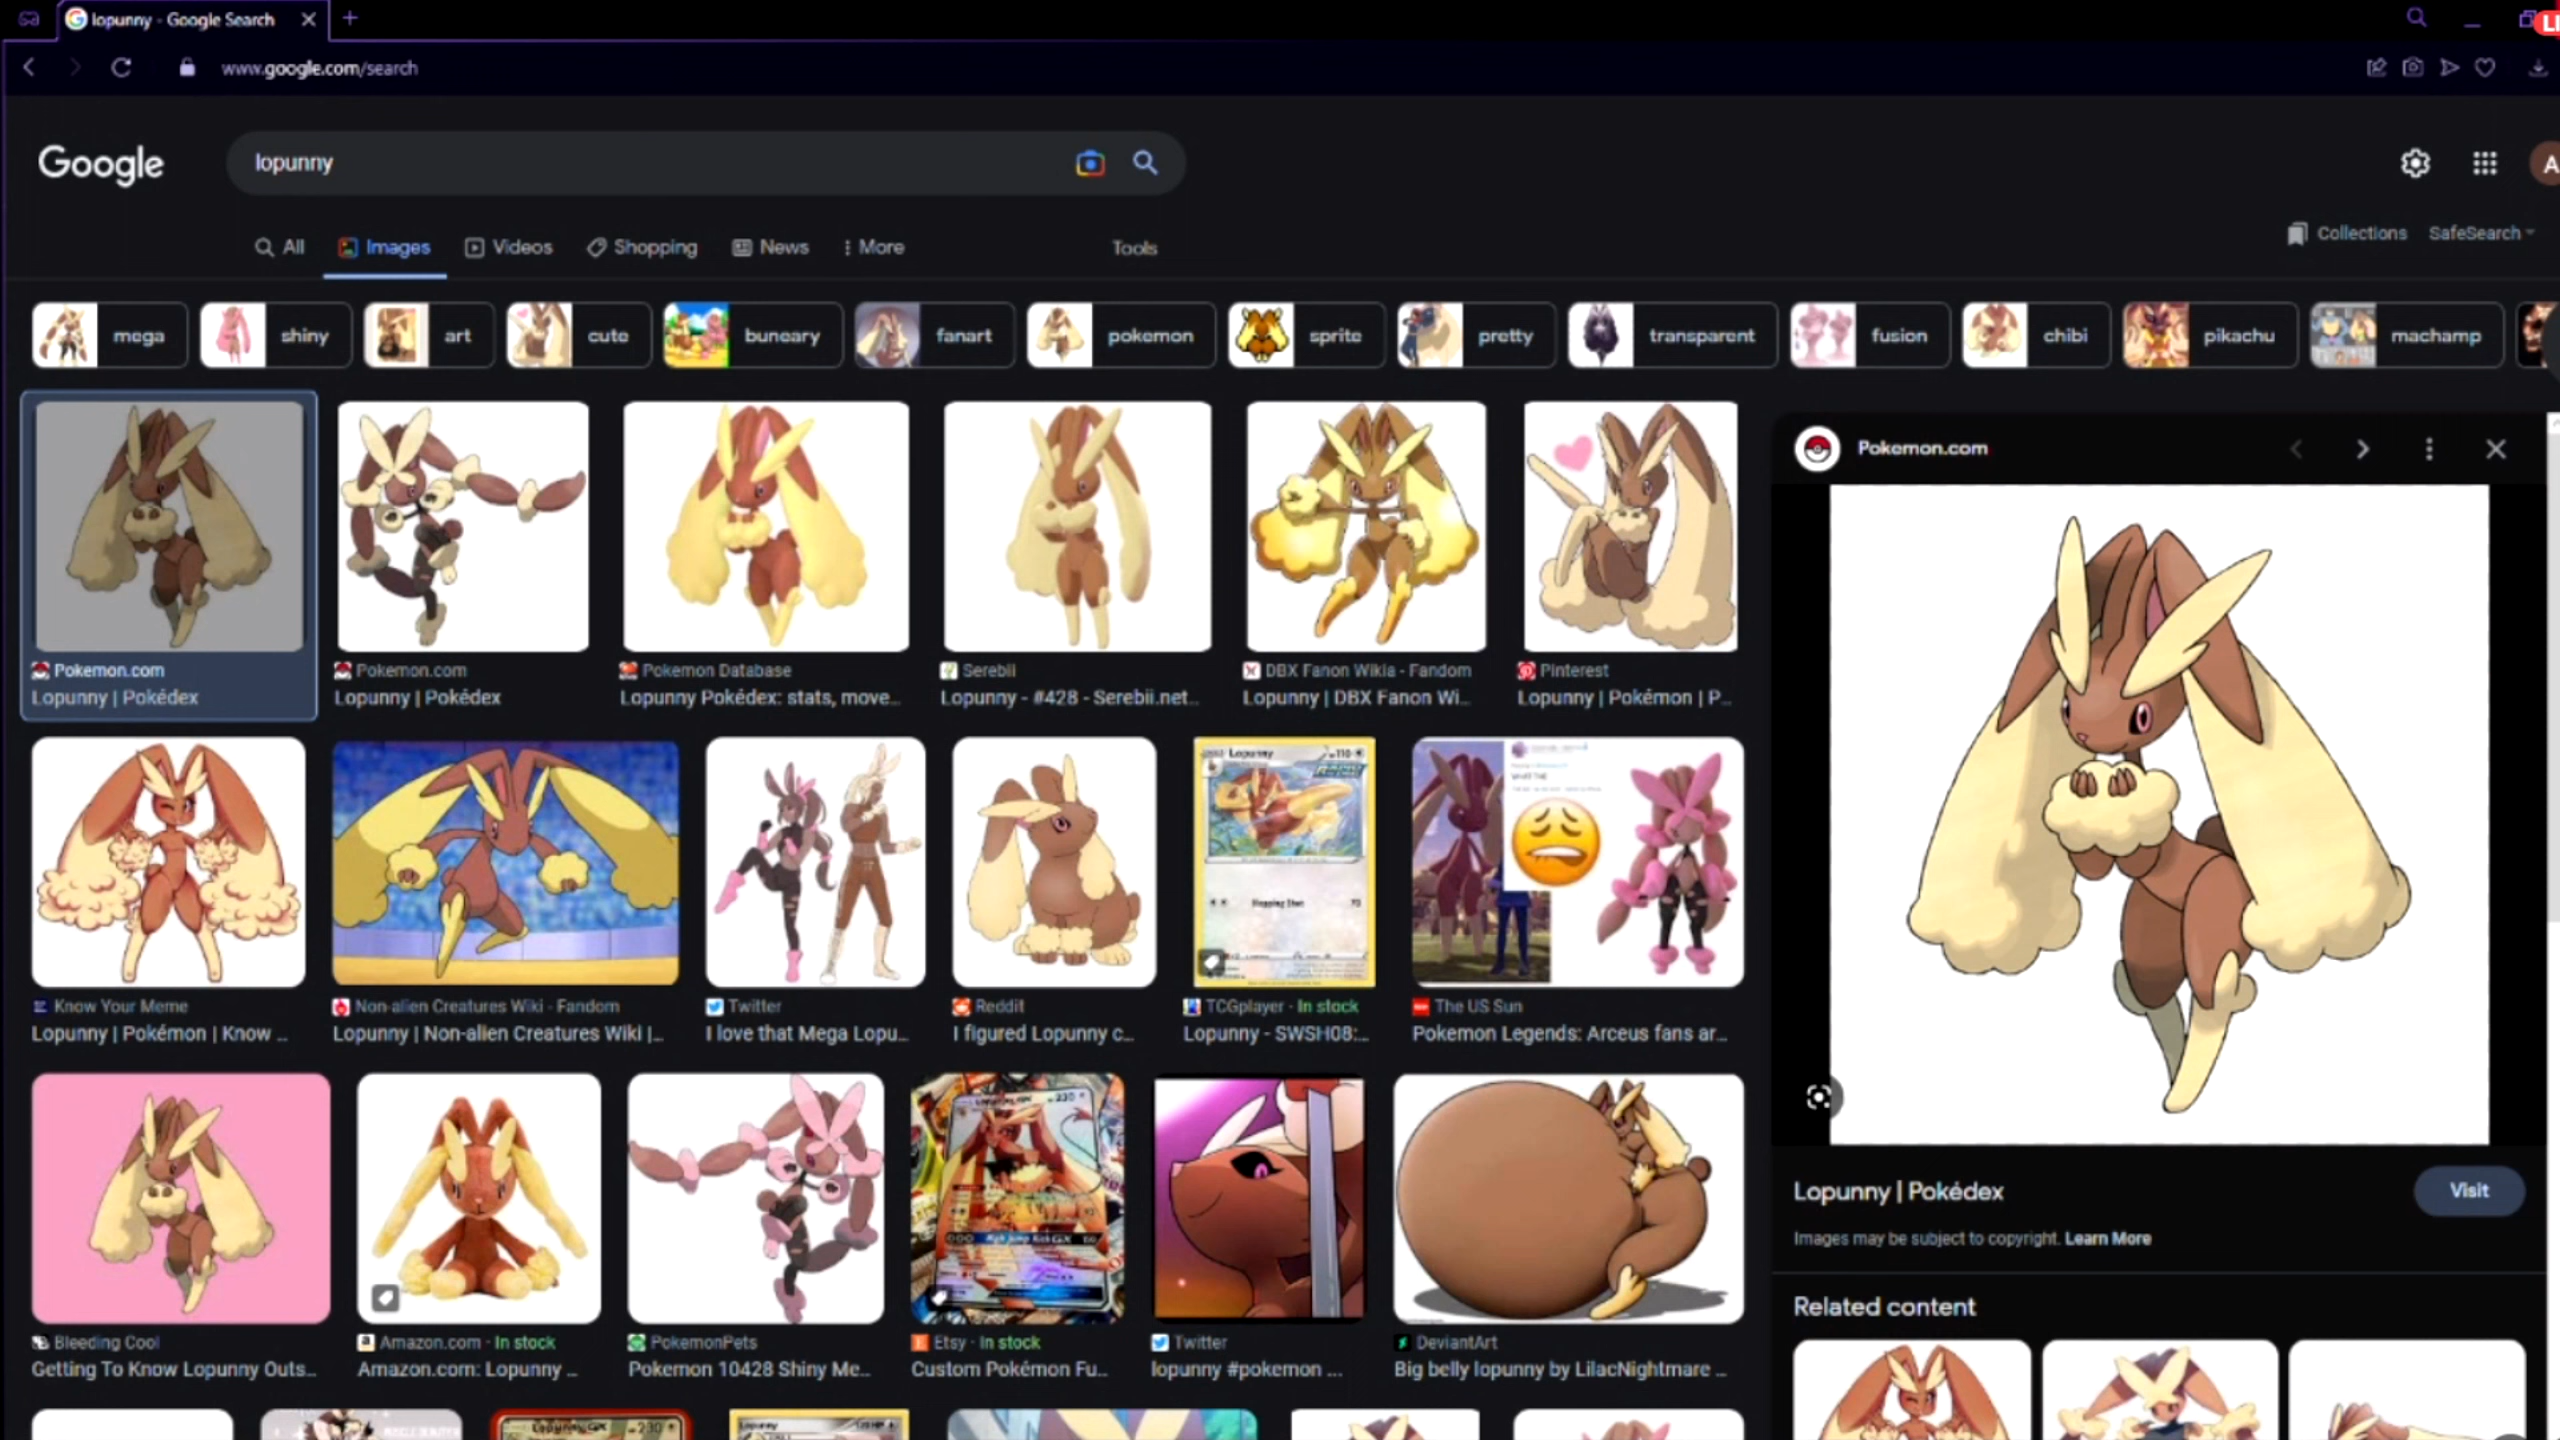 lopunny - Google Search
www.google.com/search
Google
lopunny
All Images Videos Shopping News More Tools
Collections SafeSearch
A
mega shiny art cute buneary fanart pokemon sprite pretty transparent fusion chibi pikachu machamp
Pokemon.com
Lopunny | Pokédex
Pokemon.com
Lopunny | Pokédex
Pokemon Database
Lopunny Pokédex: stats, move...
Serebii
Lopunny - #428 - Serebii.net...
DBX Fanon Wikia - Fandom
Lopunny | DBX Fanon Wi...
Pinterest
Lopunny | Pokémon | P...
Lopunny 110
Know Your Meme
Lopunny | Pokémon | Know ...
Non-alien Creatures Wiki - Fandom
Lopunny | Non-alien Creatures Wiki |...
Twitter
I love that Mega Lopu...
Reddit
I figured Lopunny c...
TCGplayer · In stock
Lopunny - SWSH08:...
The US Sun
Pokemon Legends: Arceus fans ar...
230
Bleeding Cool
Getting To Know Lopunny Outs...
Amazon.com · In stock
Amazon.com: Lopunny ...
PokemonPets
Pokemon 10428 Shiny Me...
Etsy · In stock
Custom Pokémon Fu...
Twitter
lopunny #pokemon ...
DeviantArt
Big belly lopunny by LilacNightmare ...
Pokemon.com
Lopunny | Pokédex
Visit
Images may be subject to copyright. Learn More
Related content